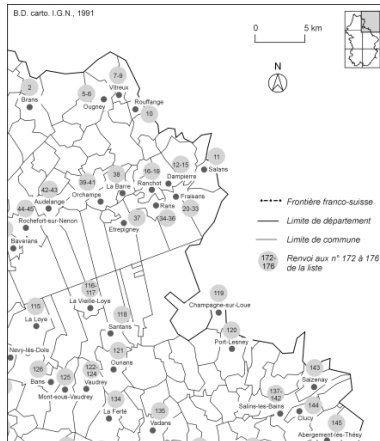 B.D. carto. I.G.N., 1991
0 5 km
N
7-9
Vitreux
5-6
Ougney
2
Brans
Rouffange
10
11
Salans
12-15
Dampierre
16-19
Ranchot
38
La Barre
39-41
Orchamps
42-43
Audelange
Fraisans
20-33
Rans
34-36
37
Etrepigney
44-45
Rochefort-sur-Nenon
Baverans
Frontière franco-suisse
Limite de département
Limite de commune
172-
176
Renvoi aux n° 172 à 176
de la liste
116-
117
La Vieille-Loye
119
Champagne-sur-Loue
115
La Loye
118
Santans
120
Port-Lesney
Nevy-lès-Dole
121
Ounans
126
Bans
125
Mont-sous-Vaudrey
122-
124
Vaudrey
143
Saizenay
137-
142
Salins-les-Bains
144
Clucy
134
La Ferté
135
Vadans
145
Abergement-lès-Thésy